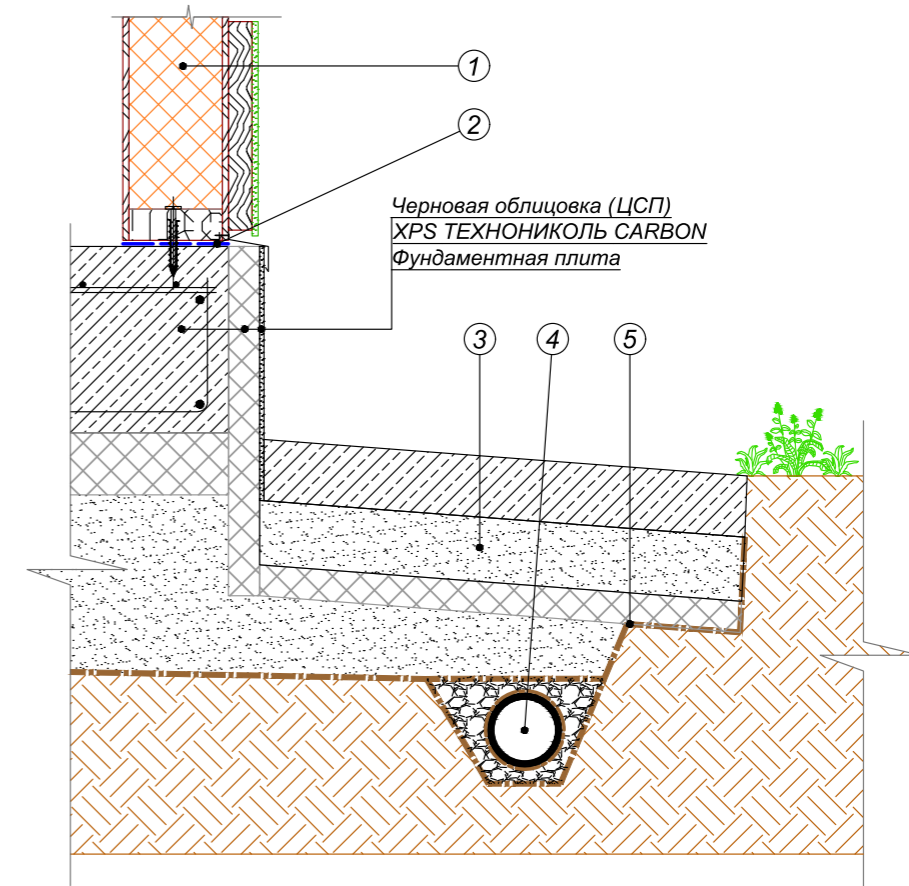 1
2
Черновая облицовка (ЦСП)
XPS ТЕХНОНИКОЛЬ CARBON
Фундаментная плита
3 4 5